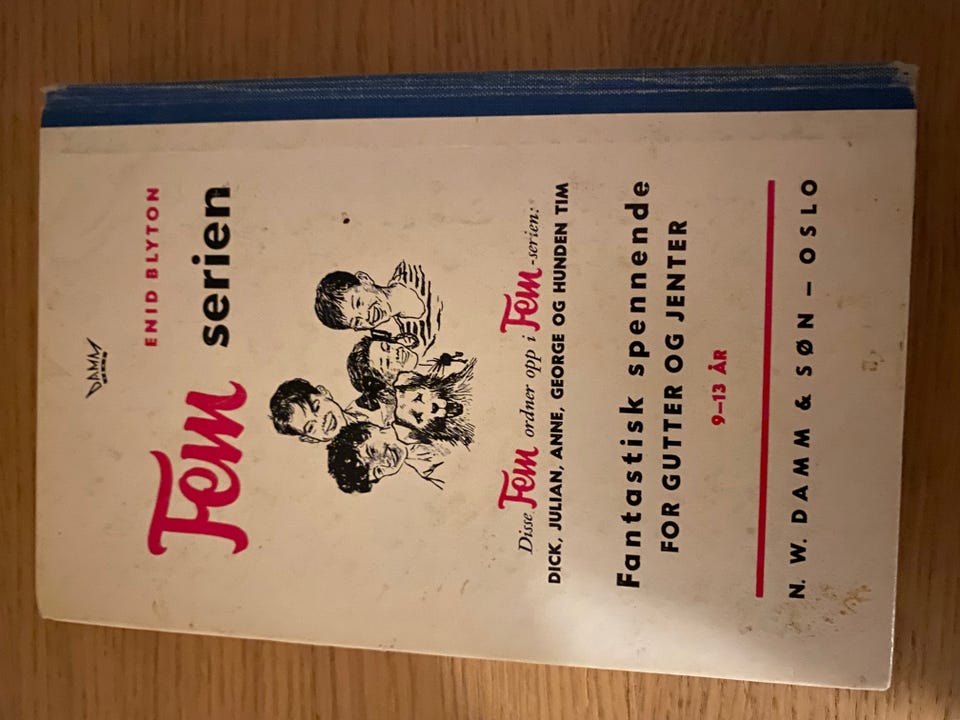 DAMM
ENID BLYTON
Fem serien
Disse Fem ordner opp i Fem-serien:
DICK, JULIAN, ANNE, GEORGE OG HUNDEN TIM
Fantastisk spennende
FOR GUTTER OG JENTER
9–13 ÅR
N. W. DAMM & SØN – OSLO